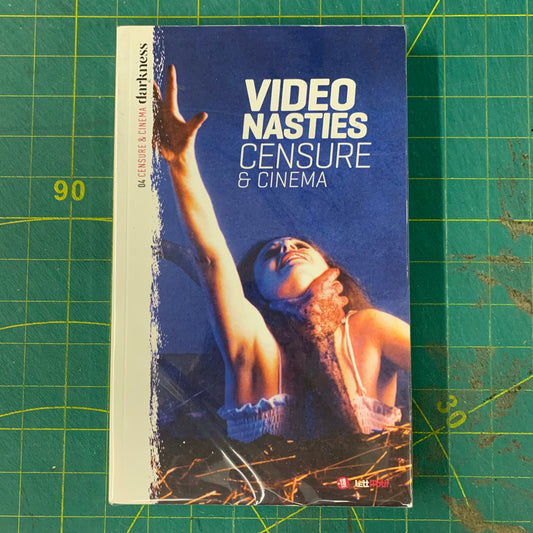 04 CENSURE & CINEMA darkness
VIDEO
NASTIES
CENSURE
& CINEMA
90
30